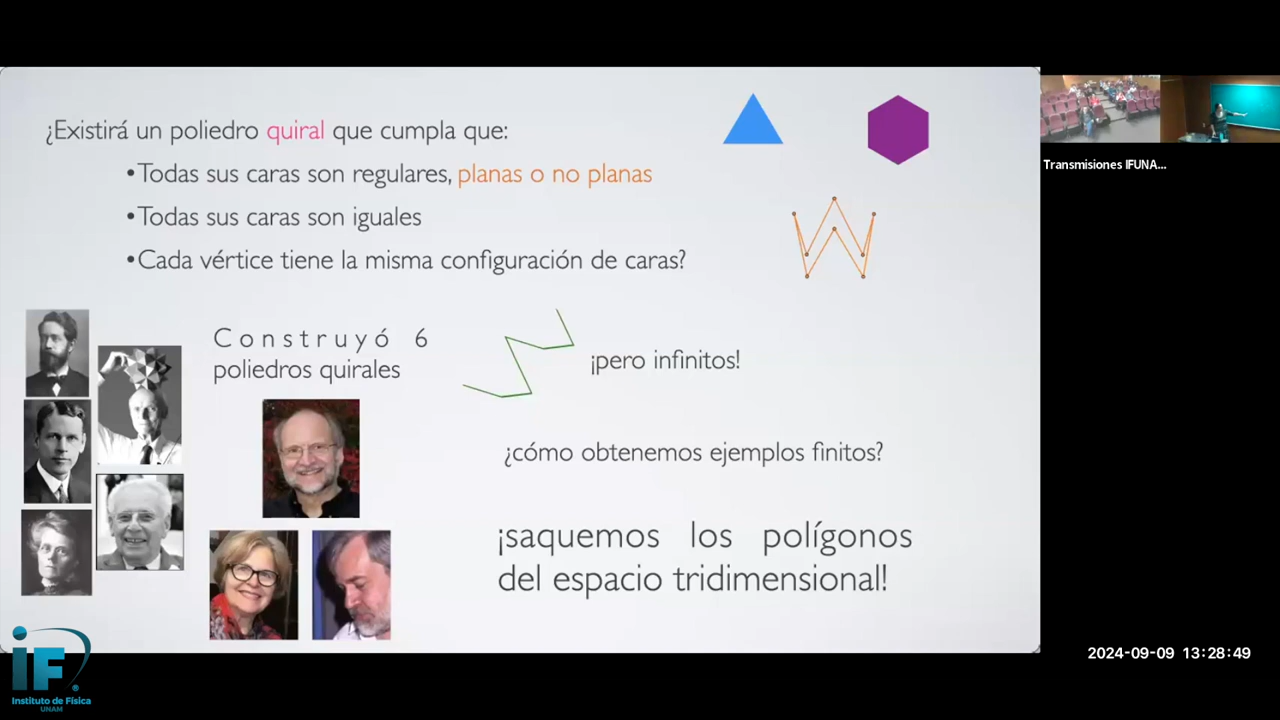 ¿Existirá un poliedro quiral que cumpla que:
•Todas sus caras son regulares, planas o no planas
•Todas sus caras son iguales
•Cada vértice tiene la misma configuración de caras?
Construyó 6
poliedros quirales
¡pero infinitos!
¿cómo obtenemos ejemplos finitos?
¡saquemos los polígonos
del espacio tridimensional!
Transmisiones IFUNA...
2024-09-09 13:28:49
iF
Instituto de Física
UNAM